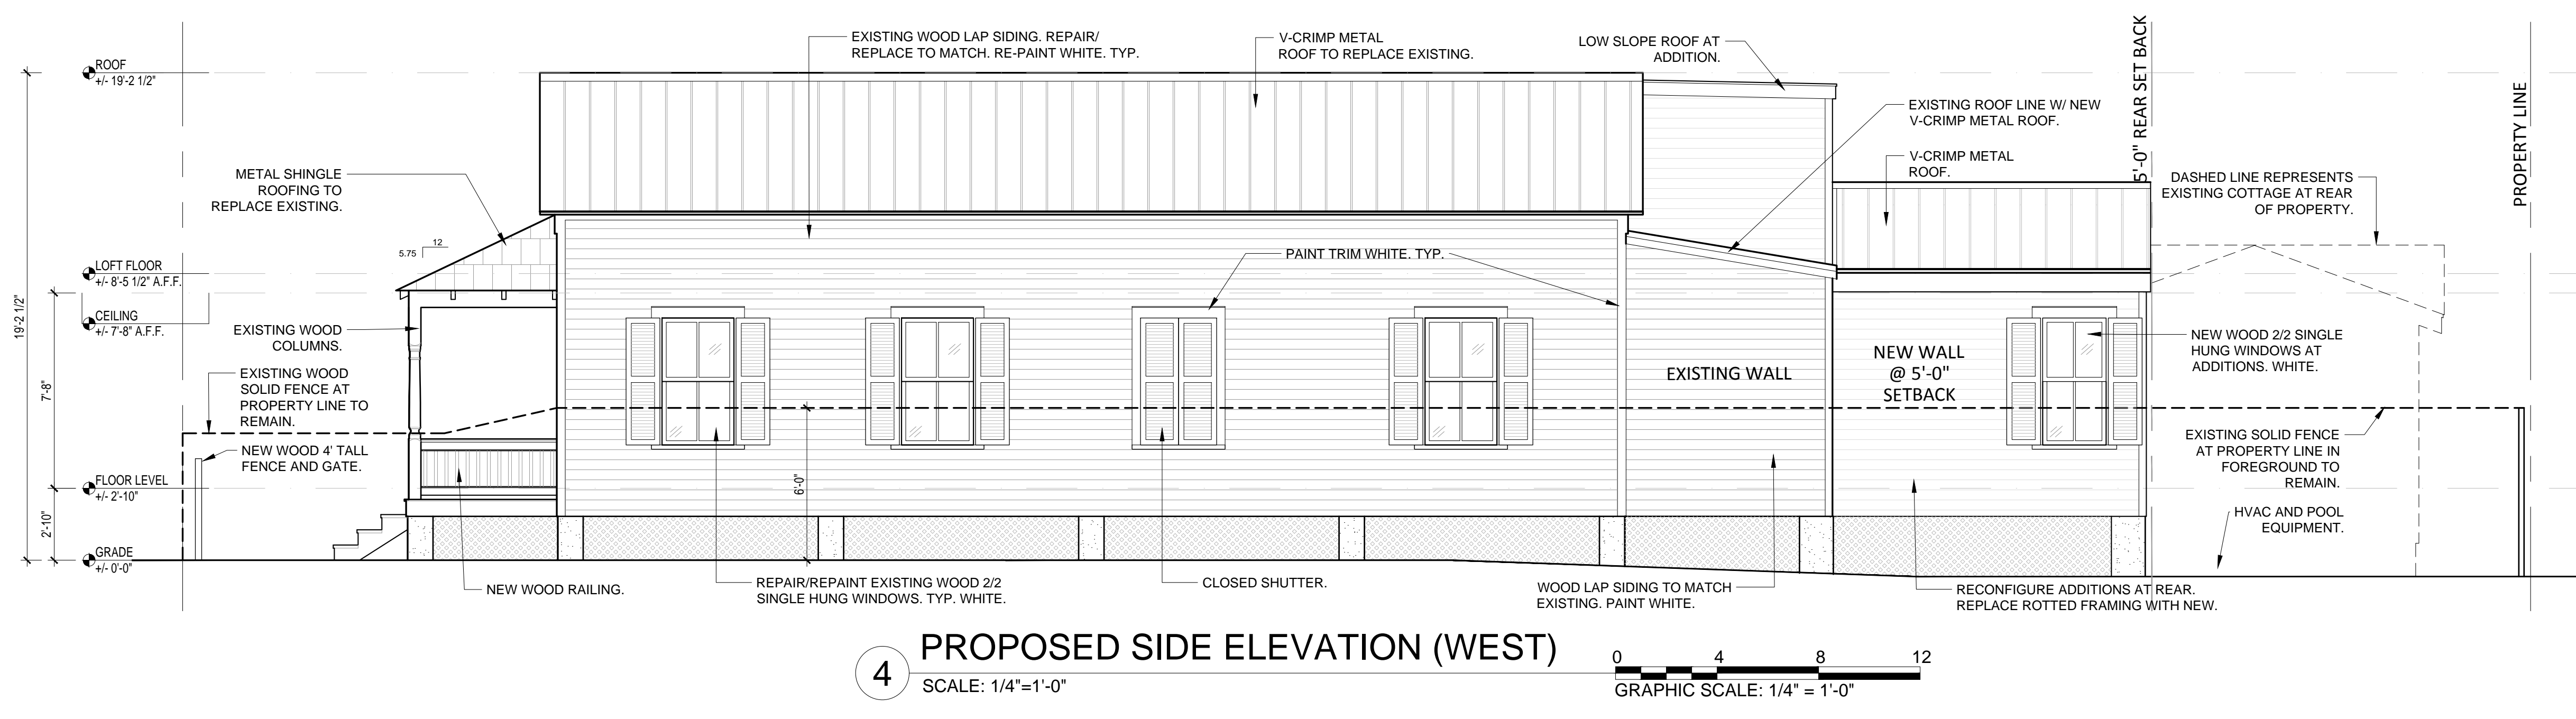 ROOF
+/- 19'-2 1/2"
LOFT FLOOR
+/- 8'-5 1/2" A.F.F.
CEILING
+/- 7'-8" A.F.F.
FLOOR LEVEL
+/- 2'-10"
GRADE
+/- 0'-0"
19'-2 1/2"
7'-8"
2'-10"
METAL SHINGLE
ROOFING TO
REPLACE EXISTING.
12
5.75
EXISTING WOOD
COLUMNS.
EXISTING WOOD
SOLID FENCE AT
PROPERTY LINE TO
REMAIN.
NEW WOOD 4' TALL
FENCE AND GATE.
NEW WOOD RAILING.
EXISTING WOOD LAP SIDING. REPAIR/
REPLACE TO MATCH. RE-PAINT WHITE. TYP.
V-CRIMP METAL
ROOF TO REPLACE EXISTING.
LOW SLOPE ROOF AT
ADDITION.
EXISTING ROOF LINE W/ NEW
V-CRIMP METAL ROOF.
V-CRIMP METAL
ROOF.
5'-0" REAR SET BACK
DASHED LINE REPRESENTS
EXISTING COTTAGE AT REAR
OF PROPERTY.
PROPERTY LINE
PAINT TRIM WHITE. TYP.
EXISTING WALL
NEW WALL
@ 5'-0"
SETBACK
NEW WOOD 2/2 SINGLE
HUNG WINDOWS AT
ADDITIONS. WHITE.
EXISTING SOLID FENCE
AT PROPERTY LINE IN
FOREGROUND TO
REMAIN.
HVAC AND POOL
EQUIPMENT.
6'-0"
REPAIR/REPAINT EXISTING WOOD 2/2
SINGLE HUNG WINDOWS. TYP. WHITE.
CLOSED SHUTTER.
WOOD LAP SIDING TO MATCH
EXISTING. PAINT WHITE.
RECONFIGURE ADDITIONS AT REAR.
REPLACE ROTTED FRAMING WITH NEW.
4
PROPOSED SIDE ELEVATION (WEST)
SCALE: 1/4"=1'-0"
0 4 8 12
GRAPHIC SCALE: 1/4" = 1'-0"